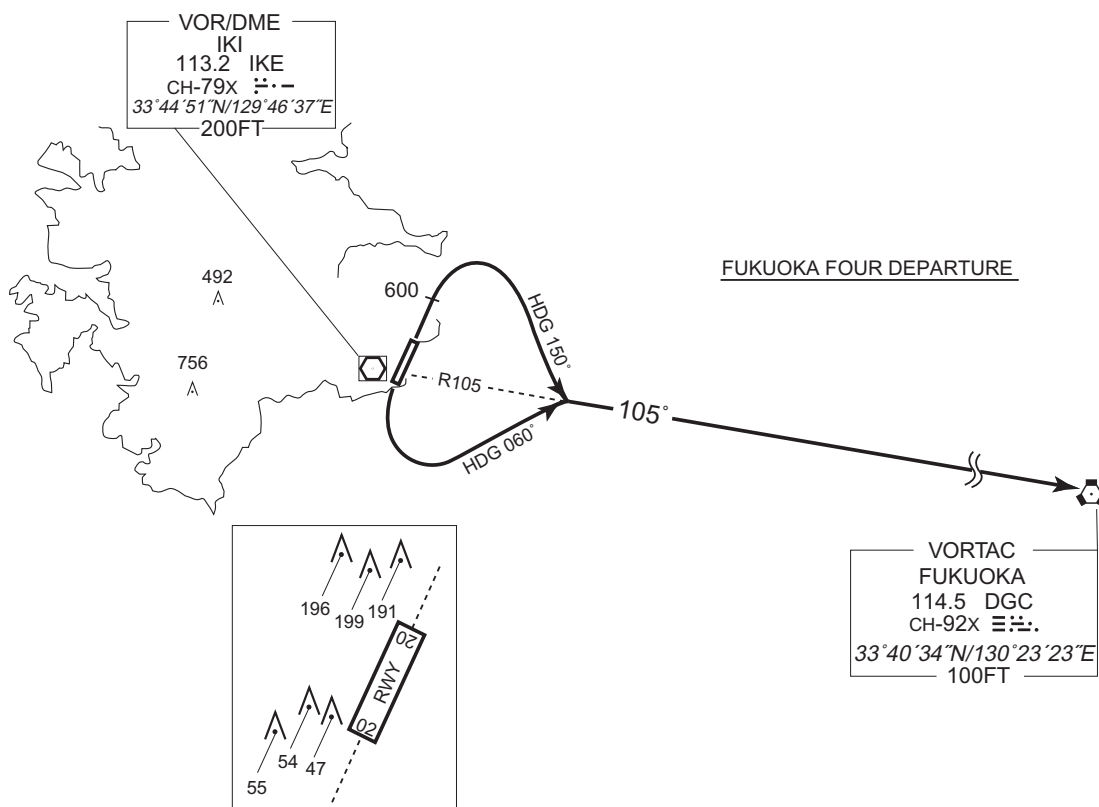 VOR/DME
IKI
113.2 IKE
CH-79X
33°44´51˝N/129°46´37˝E
200FT
FUKUOKA FOUR DEPARTURE
492
600
HDG 150°
756
R105
105°
HDG 060°
196
199
191
20
RWY
02
55
54
47
VORTAC
FUKUOKA
114.5 DGC
CH-92X
33°40´34˝N/130°23´23˝E
100FT